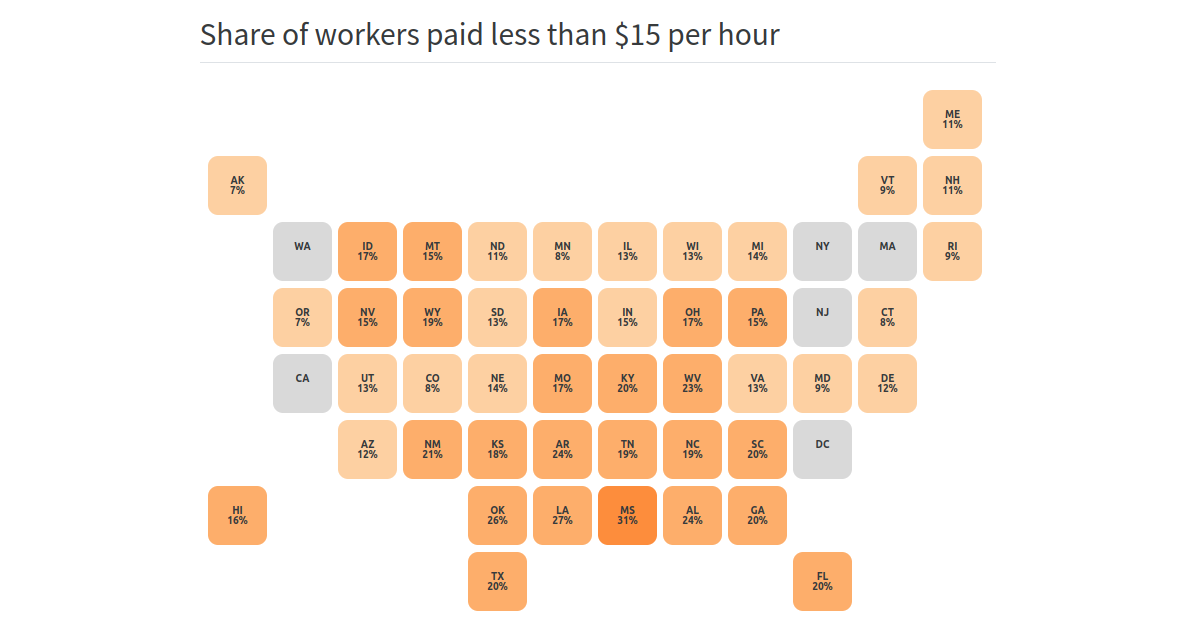 Share of workers paid less than $15 per hour
ME
11%
AK
7%
VT
9%
NH
11%
WA
ID
17%
MT
15%
ND
11%
MN
8%
IL
13%
WI
13%
MI
14%
NY
MA
RI
9%
OR
7%
NV
15%
WY
19%
SD
13%
IA
17%
IN
15%
OH
17%
PA
15%
NJ
CT
8%
CA
UT
13%
CO
8%
NE
14%
MO
17%
KY
20%
WV
23%
VA
13%
MD
9%
DE
12%
AZ
12%
NM
21%
KS
18%
AR
24%
TN
19%
NC
19%
SC
20%
DC
HI
16%
OK
26%
LA
27%
MS
31%
AL
24%
GA
20%
TX
20%
FL
20%